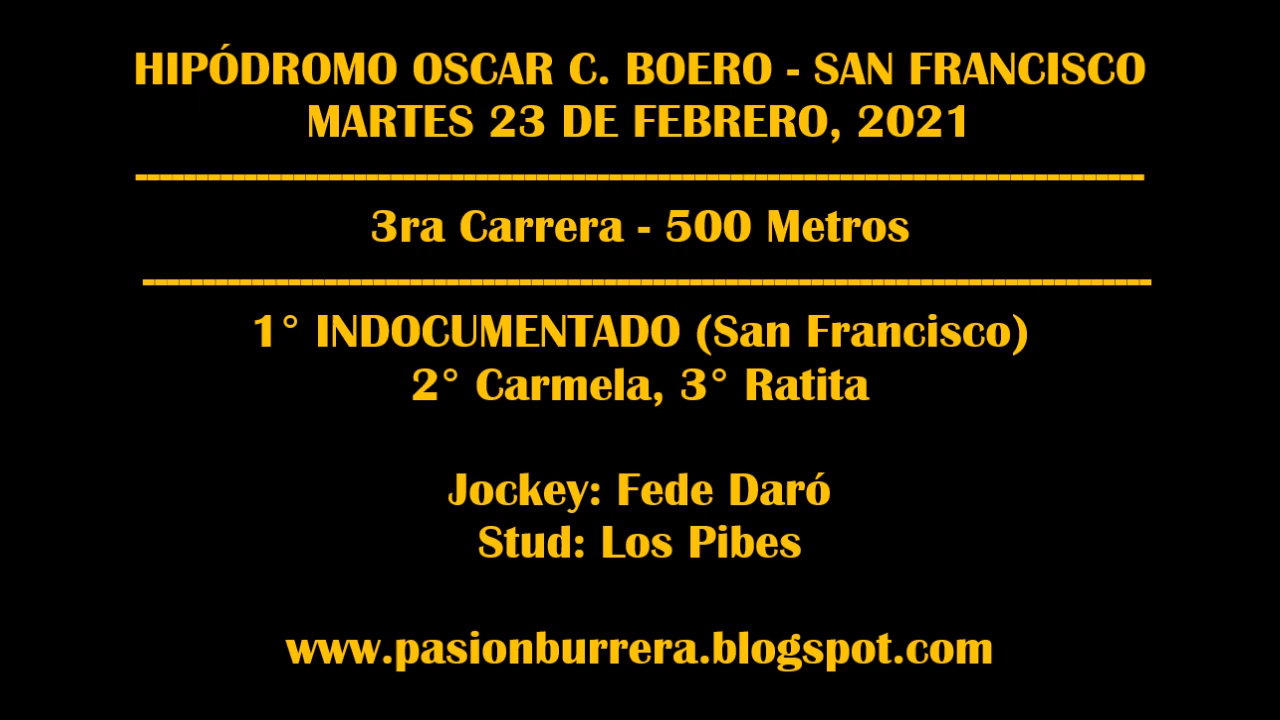 HIPÓDROMO OSCAR C. BOERO - SAN FRANCISCO
MARTES 23 DE FEBRERO, 2021
--------------------------------------------------------------------------------
3ra Carrera - 500 Metros
--------------------------------------------------------------------------------
1° INDOCUMENTADO (San Francisco)
2° Carmela, 3° Ratita
Jockey: Fede Daró
Stud: Los Pibes
www.pasionburrera.blogspot.com